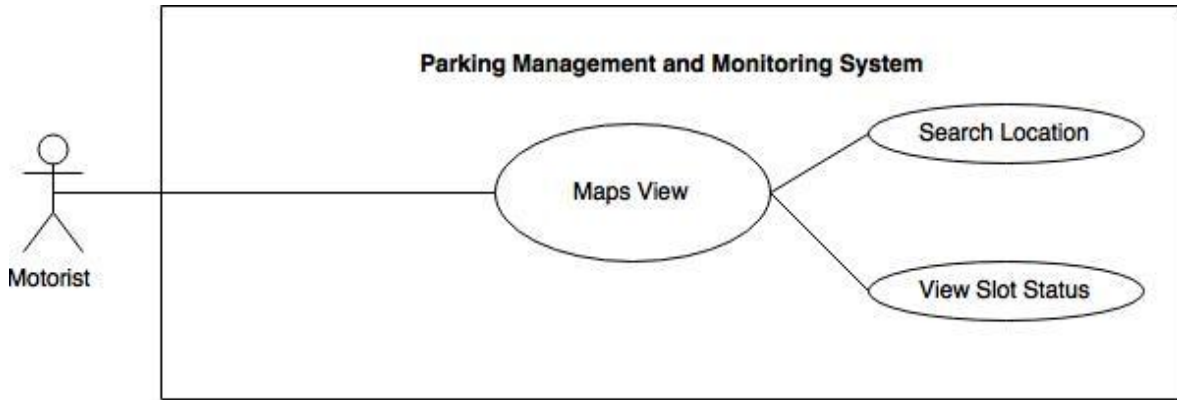 Parking Management and Monitoring System
Search Location
Maps View
Motorist
View Slot Status